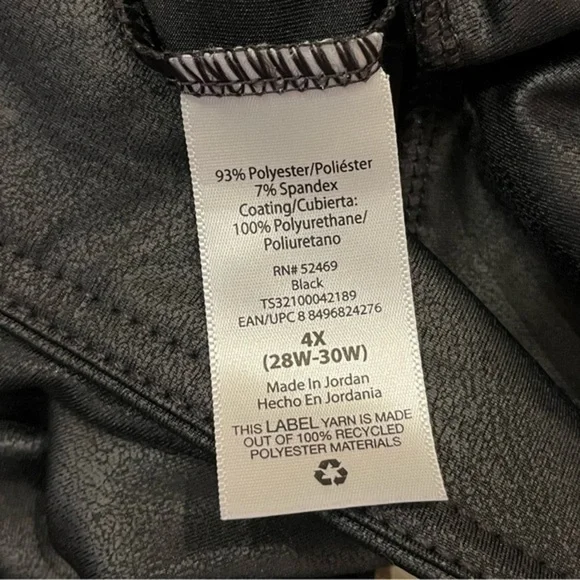 93% Polyester/Poliéster
7% Spandex
Coating/Cubierta:
100% Polyurethane/
Poliuretano
RN# 52469
Black
TS32100042189
EAN/UPC 8 8496824276
4X
(28W-30W)
Made In Jordan
Hecho En Jordania
THIS LABEL YARN IS MADE
OUT OF 100% RECYCLED
POLYESTER MATERIALS